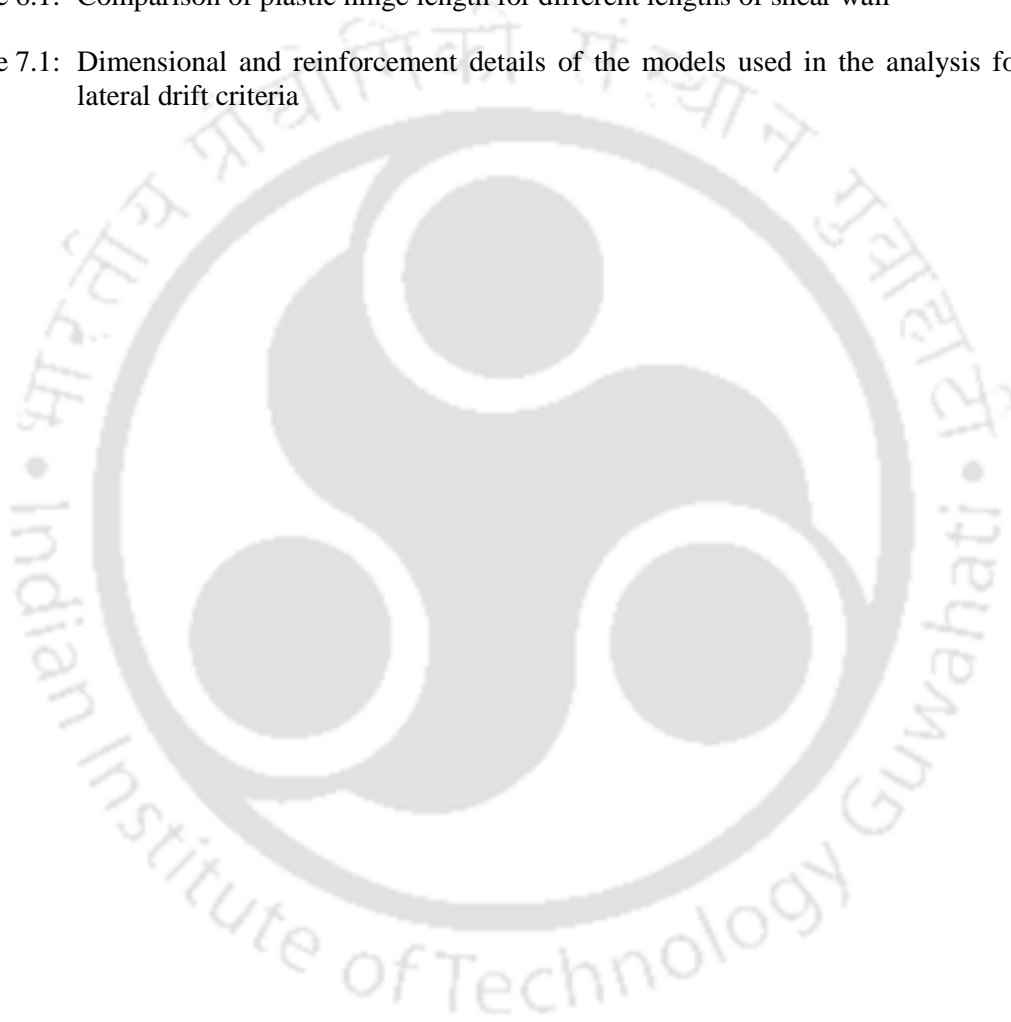 e 6.1: Comparison of plastic hinge length for different lengths of shear wall
e 7.1: Dimensional and reinforcement details of the models used in the analysis fo
lateral drift criteria
भारतीय प्रौद्योगिकी संस्थान गुवाहाटी
Indian Institute of Technology Guwahati